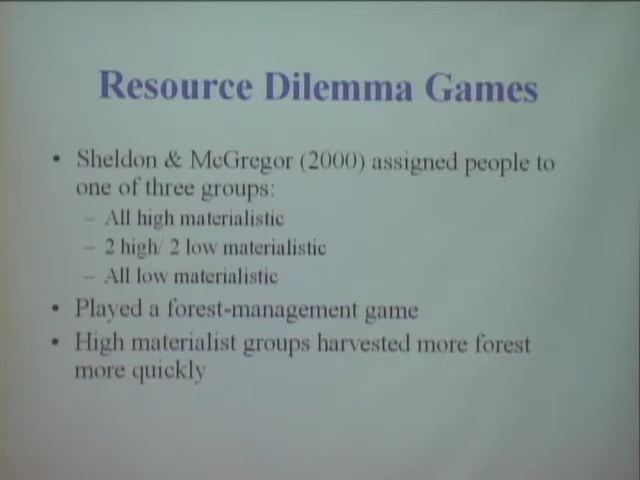 Resource Dilemma Games
• Sheldon & McGregor (2000) assigned people to
one of three groups:
– All high materialistic
– 2 high/ 2 low materialistic
– All low materialistic
• Played a forest-management game
• High materialist groups harvested more forest
more quickly